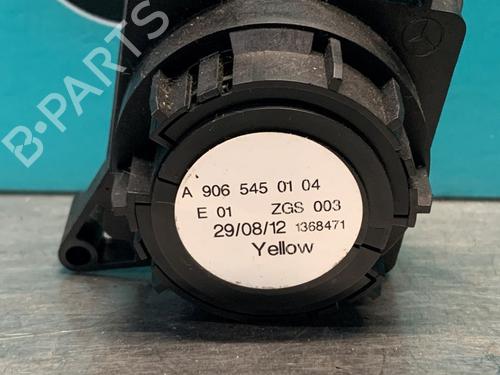 B-PARTS
A 906 545 01 04
E 01 ZGS 003
29/08/12 1368471
Yellow